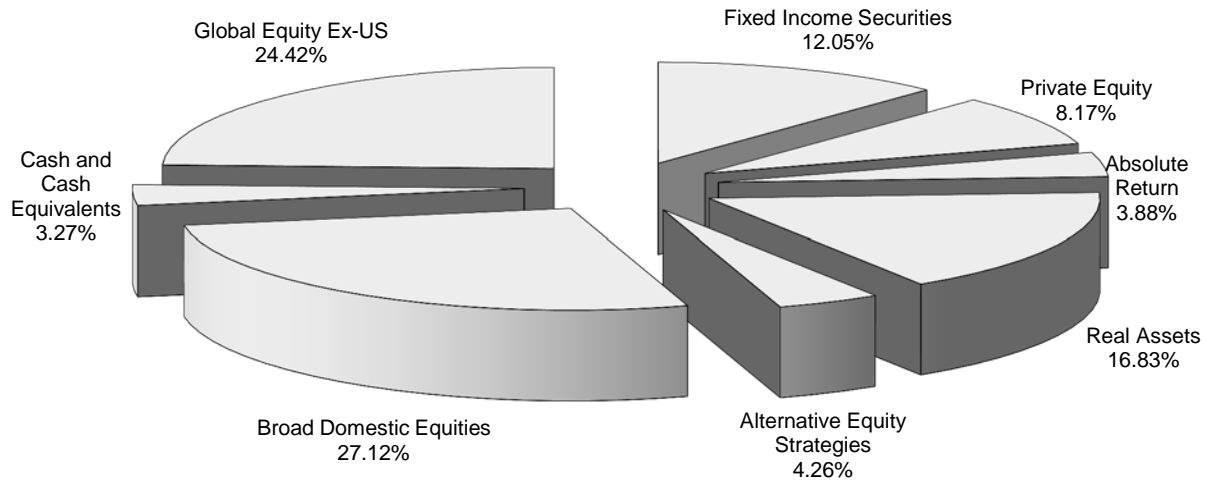 Fixed Income Securities
12.05%
Global Equity Ex-US
24.42%
Private Equity
8.17%
Cash and
Cash
Equivalents
3.27%
Absolute
Return
3.88%
Real Assets
16.83%
Broad Domestic Equities
27.12%
Alternative Equity
Strategies
4.26%